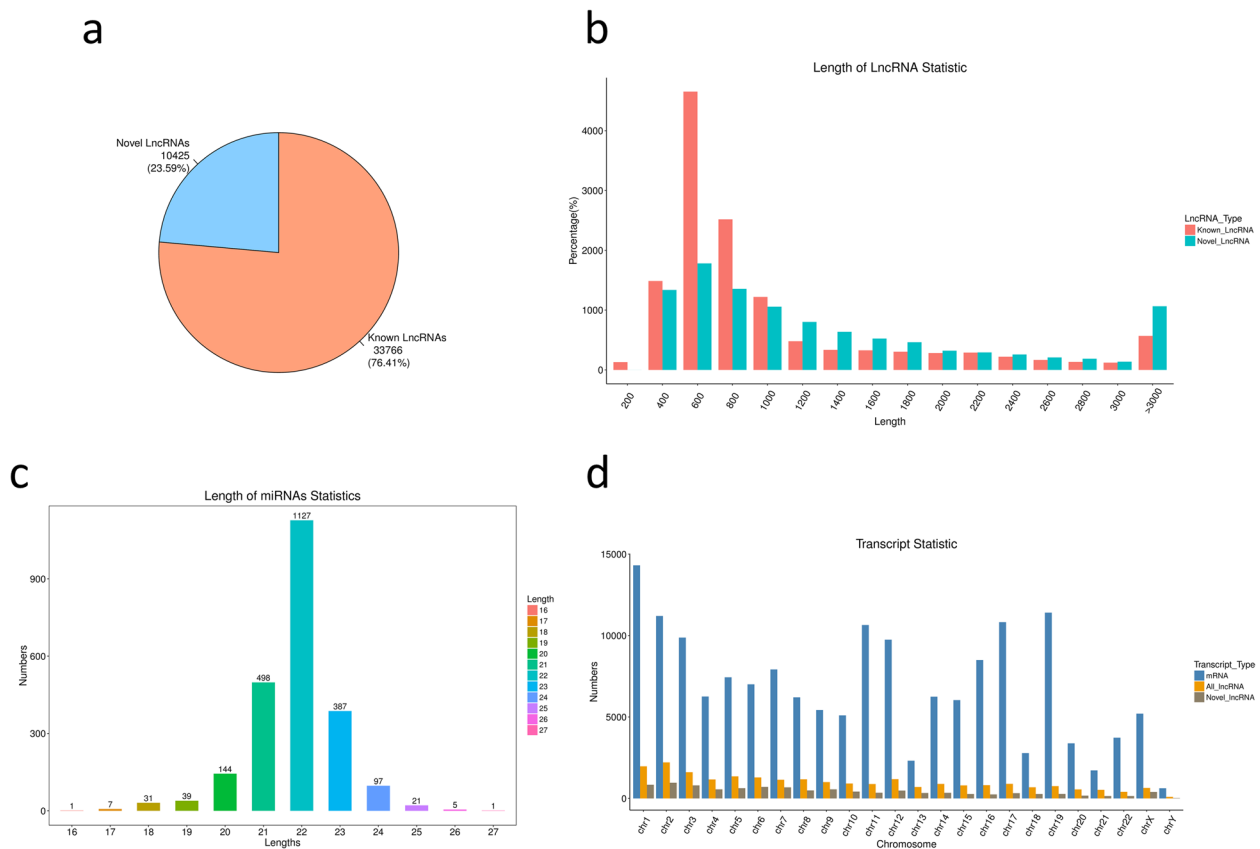 a
Novel LncRNAs
10425
(23.59%)
Known LncRNAs
33766
(76.41%)
b
Length of LncRNA Statistic
Percentage(%)
4000
3000
2000
1000
0
200 400 600 800 1000 1200 1400 1600 1800 2000 2200 2400 2600 2800 3000 >3000
Length
LncRNA_Type
Known_LncRNA
Novel_LncRNA
c
Length of miRNAs Statistics
Numbers
900
600
300
0
1 7 31 39 144 498 1127 387 97 21 5 1
16 17 18 19 20 21 22 23 24 25 26 27
Lengths
Length
16
17
18
19
20
21
22
23
24
25
26
27
d
Transcript Statistic
Numbers
15000
10000
5000
0
chr1 chr2 chr3 chr4 chr5 chr6 chr7 chr8 chr9 chr10 chr11 chr12 chr13 chr14 chr15 chr16 chr17 chr18 chr19 chr20 chr21 chr22 chrX chrY
Chromosome
Transcript_Type
mRNA
All_lncRNA
Novel_lncRNA